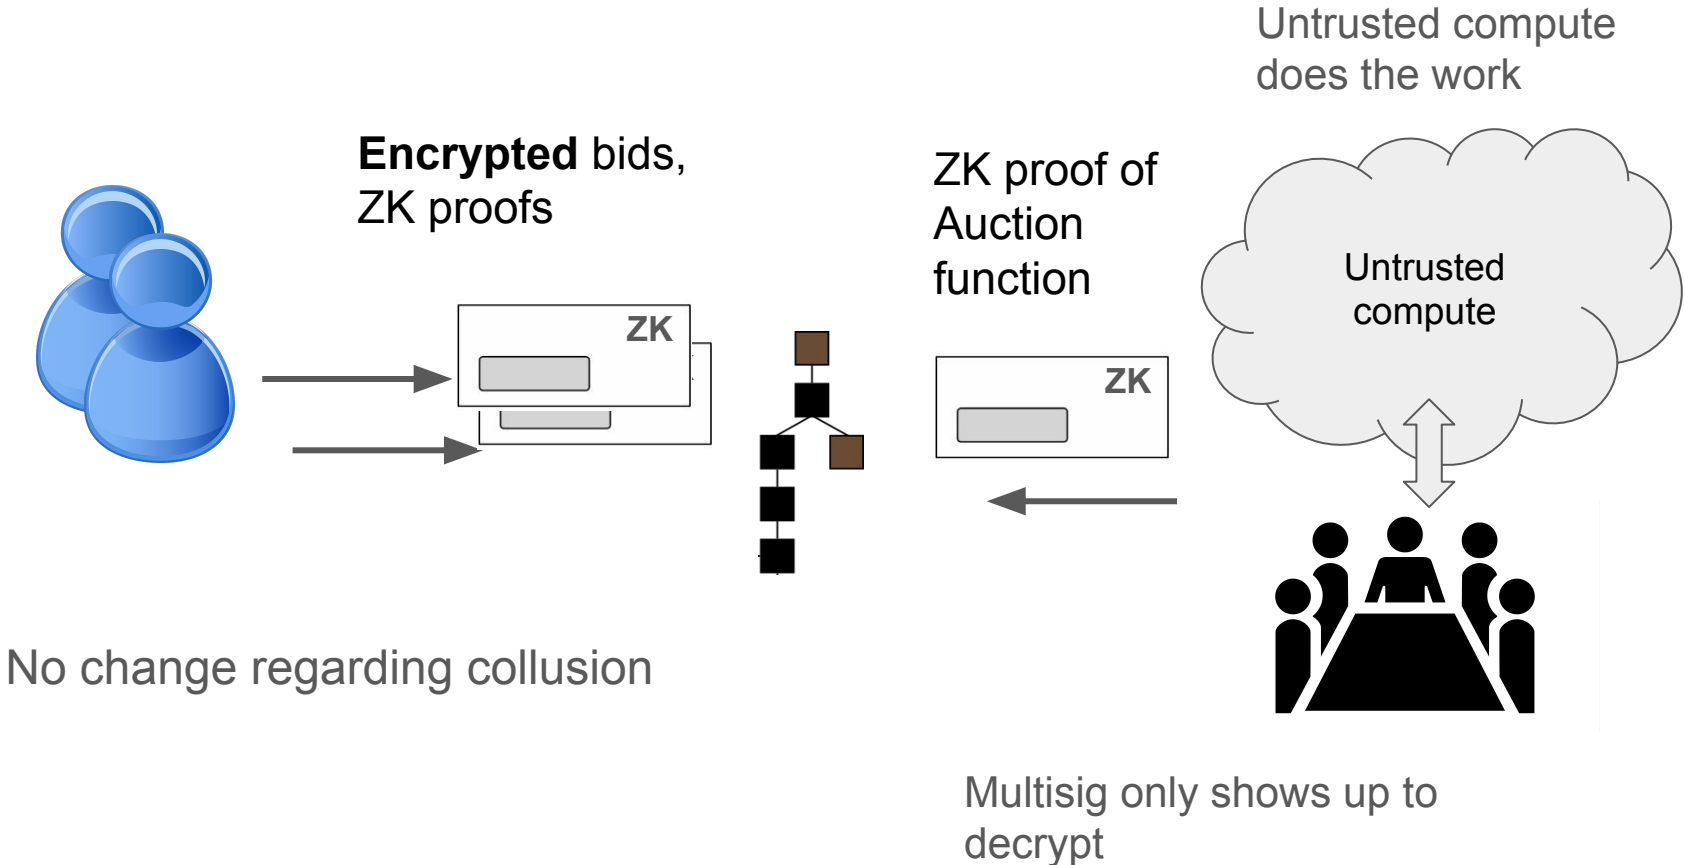 Untrusted compute
does the work
Encrypted bids,
ZK proofs
ZK proof of
Auction
function
Untrusted
compute
ZK
ZK
No change regarding collusion
Multisig only shows up to
decrypt